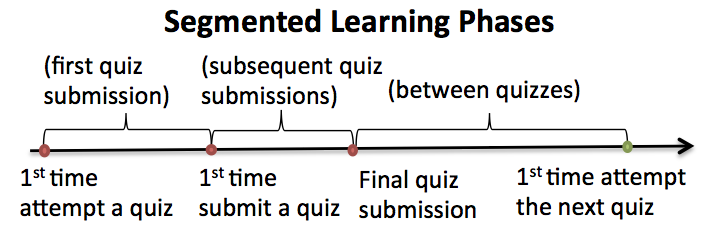 Segmented Learning Phases
(first quiz
submission)
(subsequent quiz
submissions)
(between quizzes)
1st time
attempt a quiz
1st time
submit a quiz
Final quiz
submission
1st time attempt
the next quiz